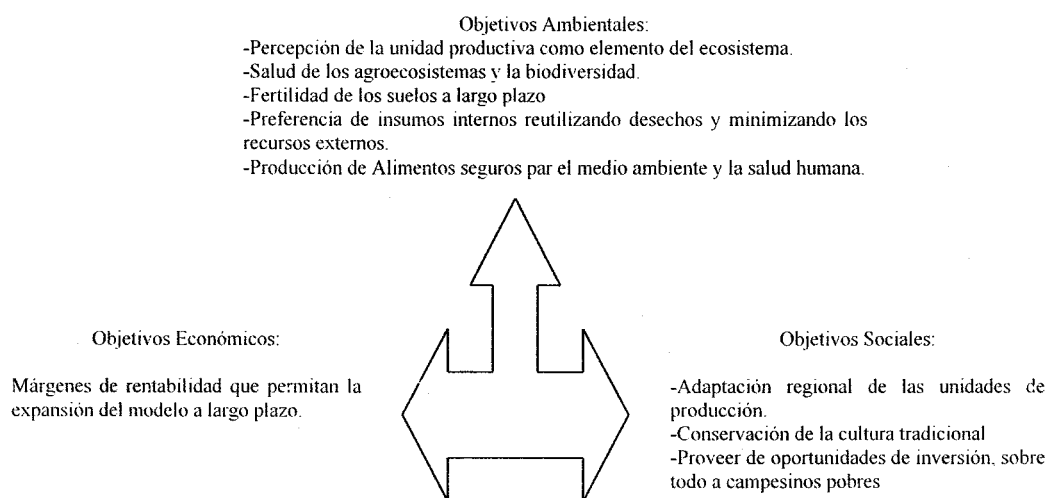 Objetivos Ambientales:
-Percepción de la unidad productiva como elemento del ecosistema.
-Salud de los agroecosistemas y la biodiversidad.
-Fertilidad de los suelos a largo plazo
-Preferencia de insumos internos reutilizando desechos y minimizando los
recursos externos.
-Producción de Alimentos seguros par el medio ambiente y la salud humana.
Objetivos Económicos:
Márgenes de rentabilidad que permitan la
expansión del modelo a largo plazo.
Objetivos Sociales:
-Adaptación regional de las unidades de
producción.
-Conservación de la cultura tradicional
-Proveer de oportunidades de inversión, sobre
todo a campesinos pobres